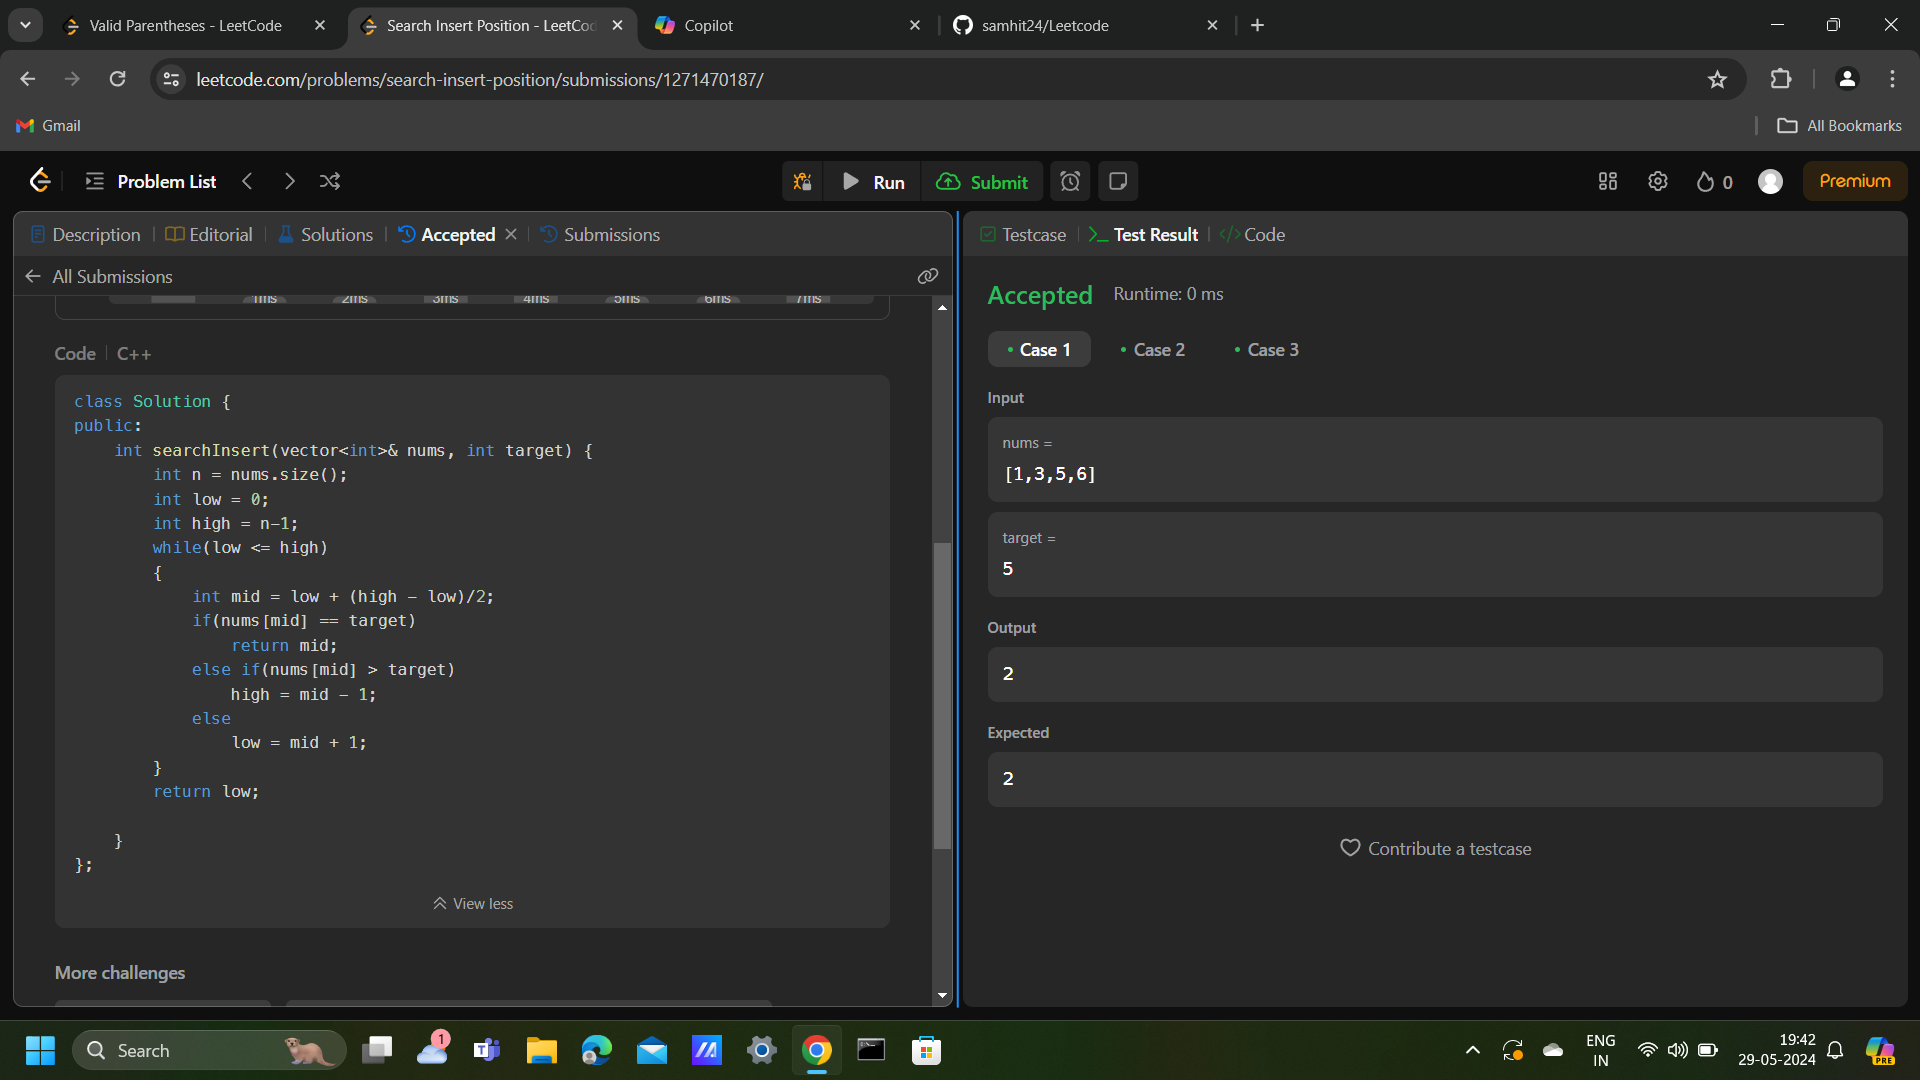 Valid Parentheses - LeetCode
Search Insert Position - LeetCo
Copilot
samhit24/Leetcode
leetcode.com/problems/search-insert-position/submissions/1271470187/
Gmail
All Bookmarks
Problem List
Run
Submit
0
Premium
Description
Editorial
Solutions
Accepted
Submissions
Testcase
Test Result
Code
All Submissions
1ms 2ms 3ms 4ms 5ms 6ms 7ms
Code
C++
class Solution {
public:
    int searchInsert(vector<int>& nums, int target) {
        int n = nums.size();
        int low = 0;
        int high = n-1;
        while(low <= high)
        {
            int mid = low + (high - low)/2;
            if(nums[mid] == target)
                return mid;
            else if(nums[mid] > target)
                high = mid - 1;
            else
                low = mid + 1;
        }
        return low;
    }
};
View less
More challenges
Accepted
Runtime: 0 ms
Case 1
Case 2
Case 3
Input
nums =
[1,3,5,6]
target =
5
Output
2
Expected
2
Contribute a testcase
Search
1
ENG
IN
19:42
29-05-2024
PRE